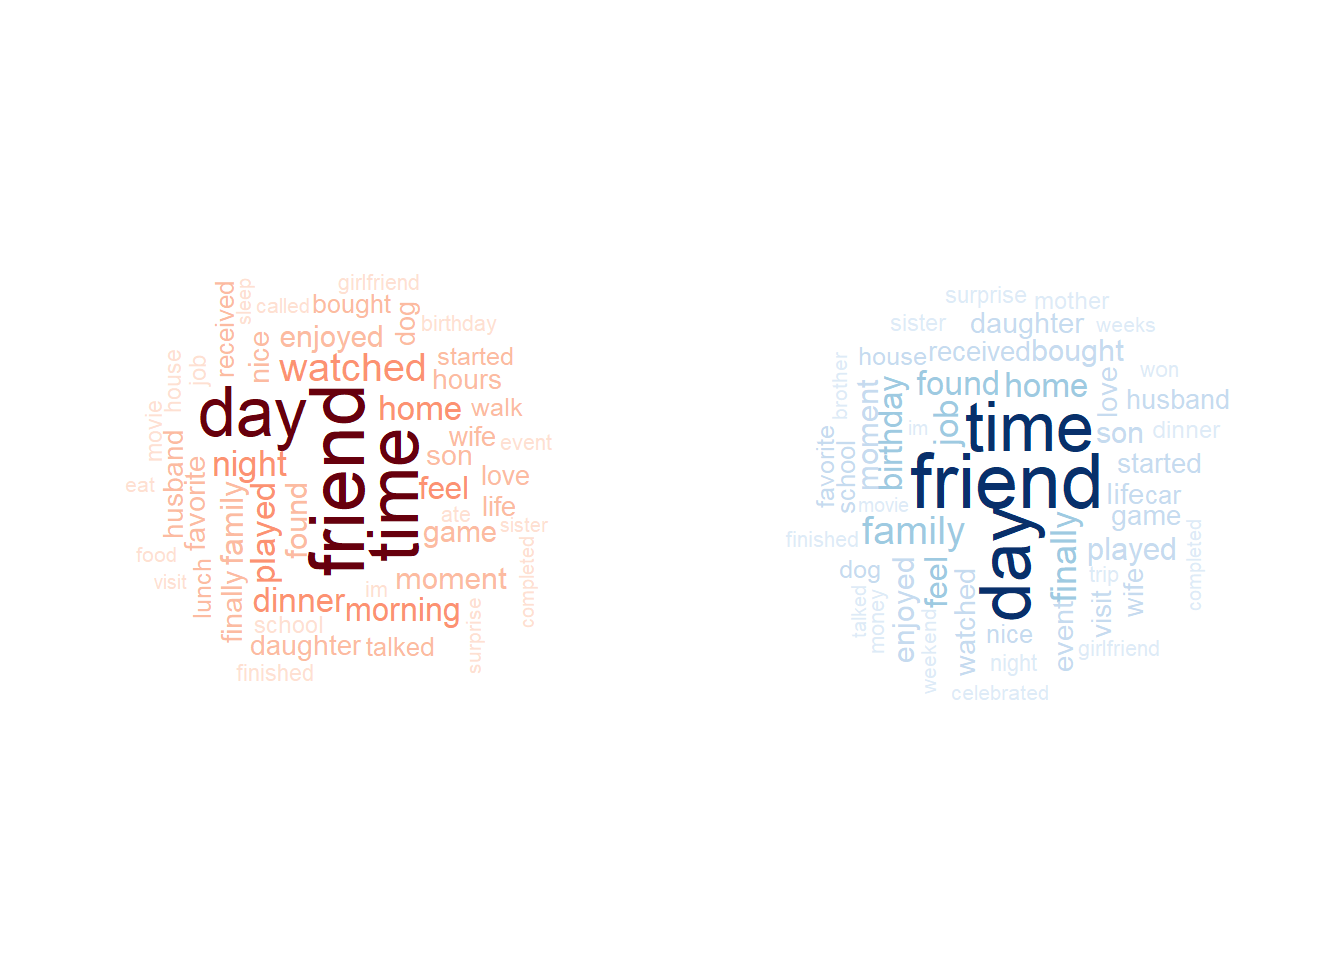 girlfriend
sleep
called
bought
received
dog
birthday
nice
enjoyed
started
watched
house
job
hours
day
friend
home
walk
movie
time
wife
event
night
son
husband
favorite
love
eat
family
played
found
feel
life
ate
sister
game
food
visit
lunch
finally
im
moment
completed
dinner
morning
school
surprise
daughter
talked
finished
surprise
mother
sister
daughter
weeks
house
received
bought
brother
won
found
home
love
husband
moment
birthday
job
time
im
son
dinner
favorite
school
friend
started
movie
life
car
family
game
finished
day
finally
played
completed
dog
feel
trip
talked
money
enjoyed
watched
visit
wife
weekend
nice
event
night
girlfriend
celebrated